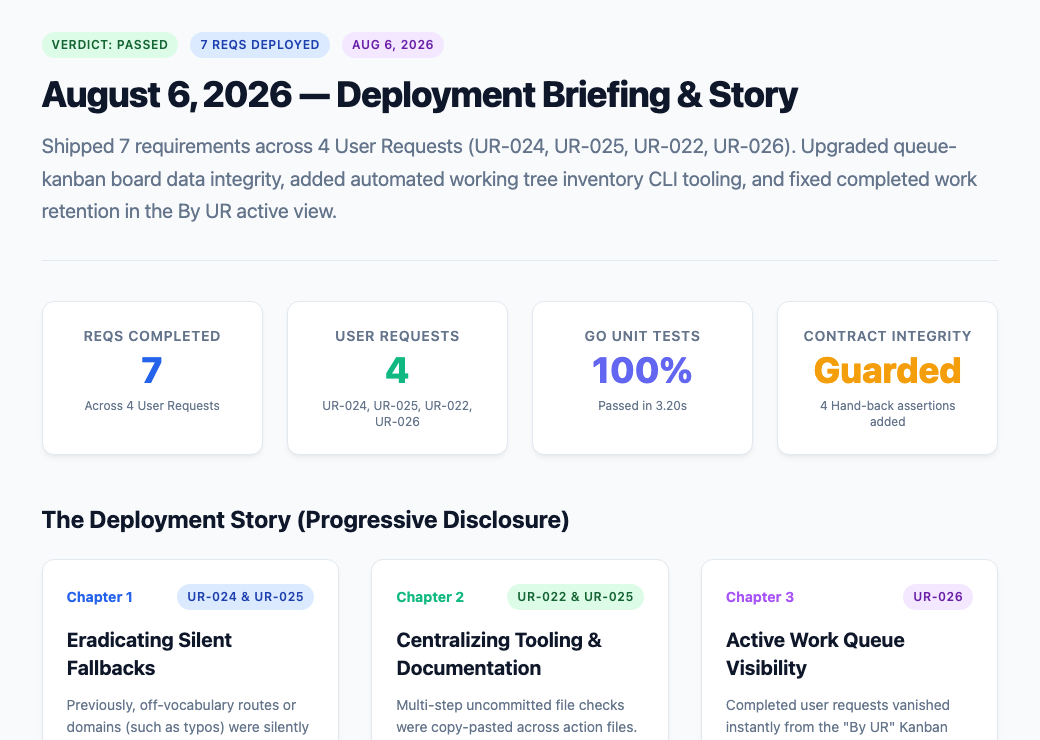 VERDICT: PASSED
7 REQS DEPLOYED
AUG 6, 2026
August 6, 2026 — Deployment Briefing & Story
Shipped 7 requirements across 4 User Requests (UR-024, UR-025, UR-022, UR-026). Upgraded queue-
kanban board data integrity, added automated working tree inventory CLI tooling, and fixed completed work
retention in the By UR active view.
REQS COMPLETED
7
Across 4 User Requests
USER REQUESTS
4
UR-024, UR-025, UR-022,
UR-026
GO UNIT TESTS
100%
Passed in 3.20s
CONTRACT INTEGRITY
Guarded
4 Hand-back assertions
added
The Deployment Story (Progressive Disclosure)
Chapter 1
UR-024 & UR-025
Eradicating Silent
Fallbacks
Previously, off-vocabulary routes or
domains (such as typos) were silently
Chapter 2
UR-022 & UR-025
Centralizing Tooling &
Documentation
Multi-step uncommitted file checks
were copy-pasted across action files.
Chapter 3
UR-026
Active Work Queue
Visibility
Completed user requests vanished
instantly from the "By UR" Kanban